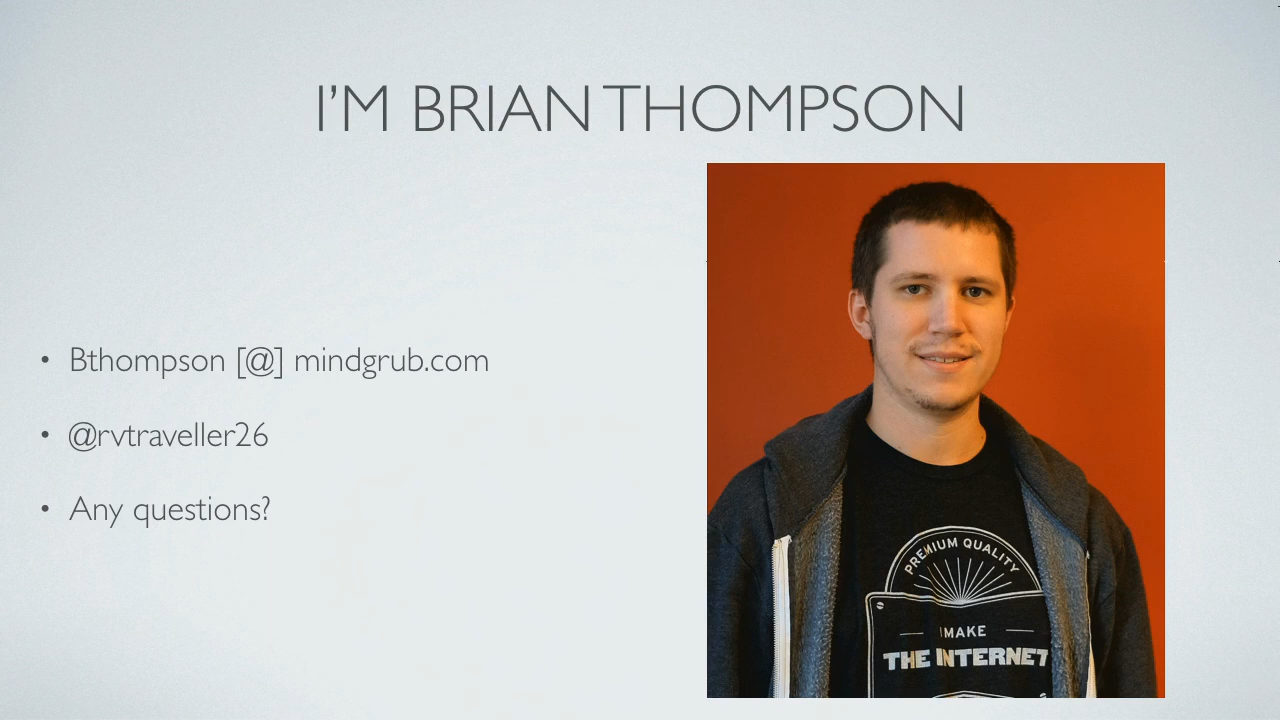 I'M BRIAN THOMPSON
• Bthompson [@] mindgrub.com
• @rvtraveller26
• Any questions?
PREMIUM QUALITY
I MAKE
THE INTERNET